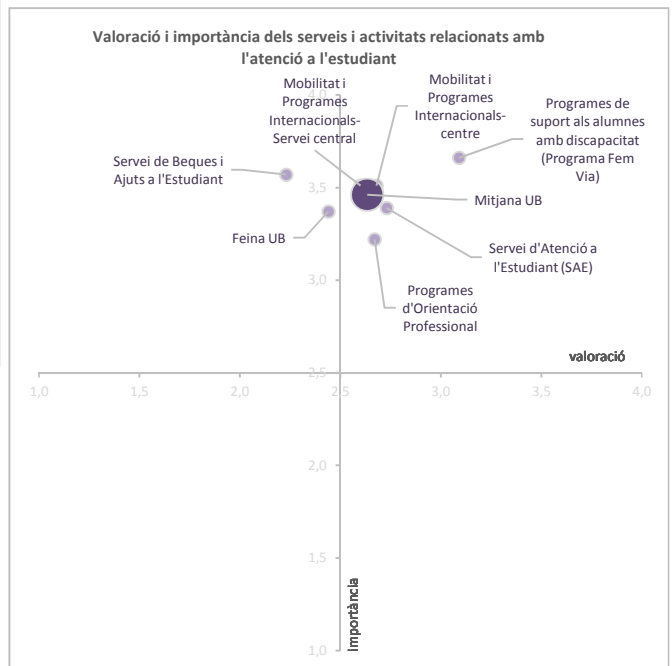 Valoració i importància dels serveis i activitats relacionats amb
l'atenció a l'estudiant
4,0
Mobilitat i
Programes
Internacionals-
Servei central
Mobilitat i
Programes
Internacionals-
centre
Programes de
suport als alumnes
amb discapacitat
(Programa Fem
Via)
Servei de Beques i
Ajuts a l'Estudiant
3,5
Mitjana UB
Feina UB
Servei d'Atenció a
l'Estudiant (SAE)
3,0
Programes
d'Orientació
Professional
valoració
2,5
1,0
1,5
2,0
2,5
3,0
3,5
4,0
2,0
1,5
Importància
1,0